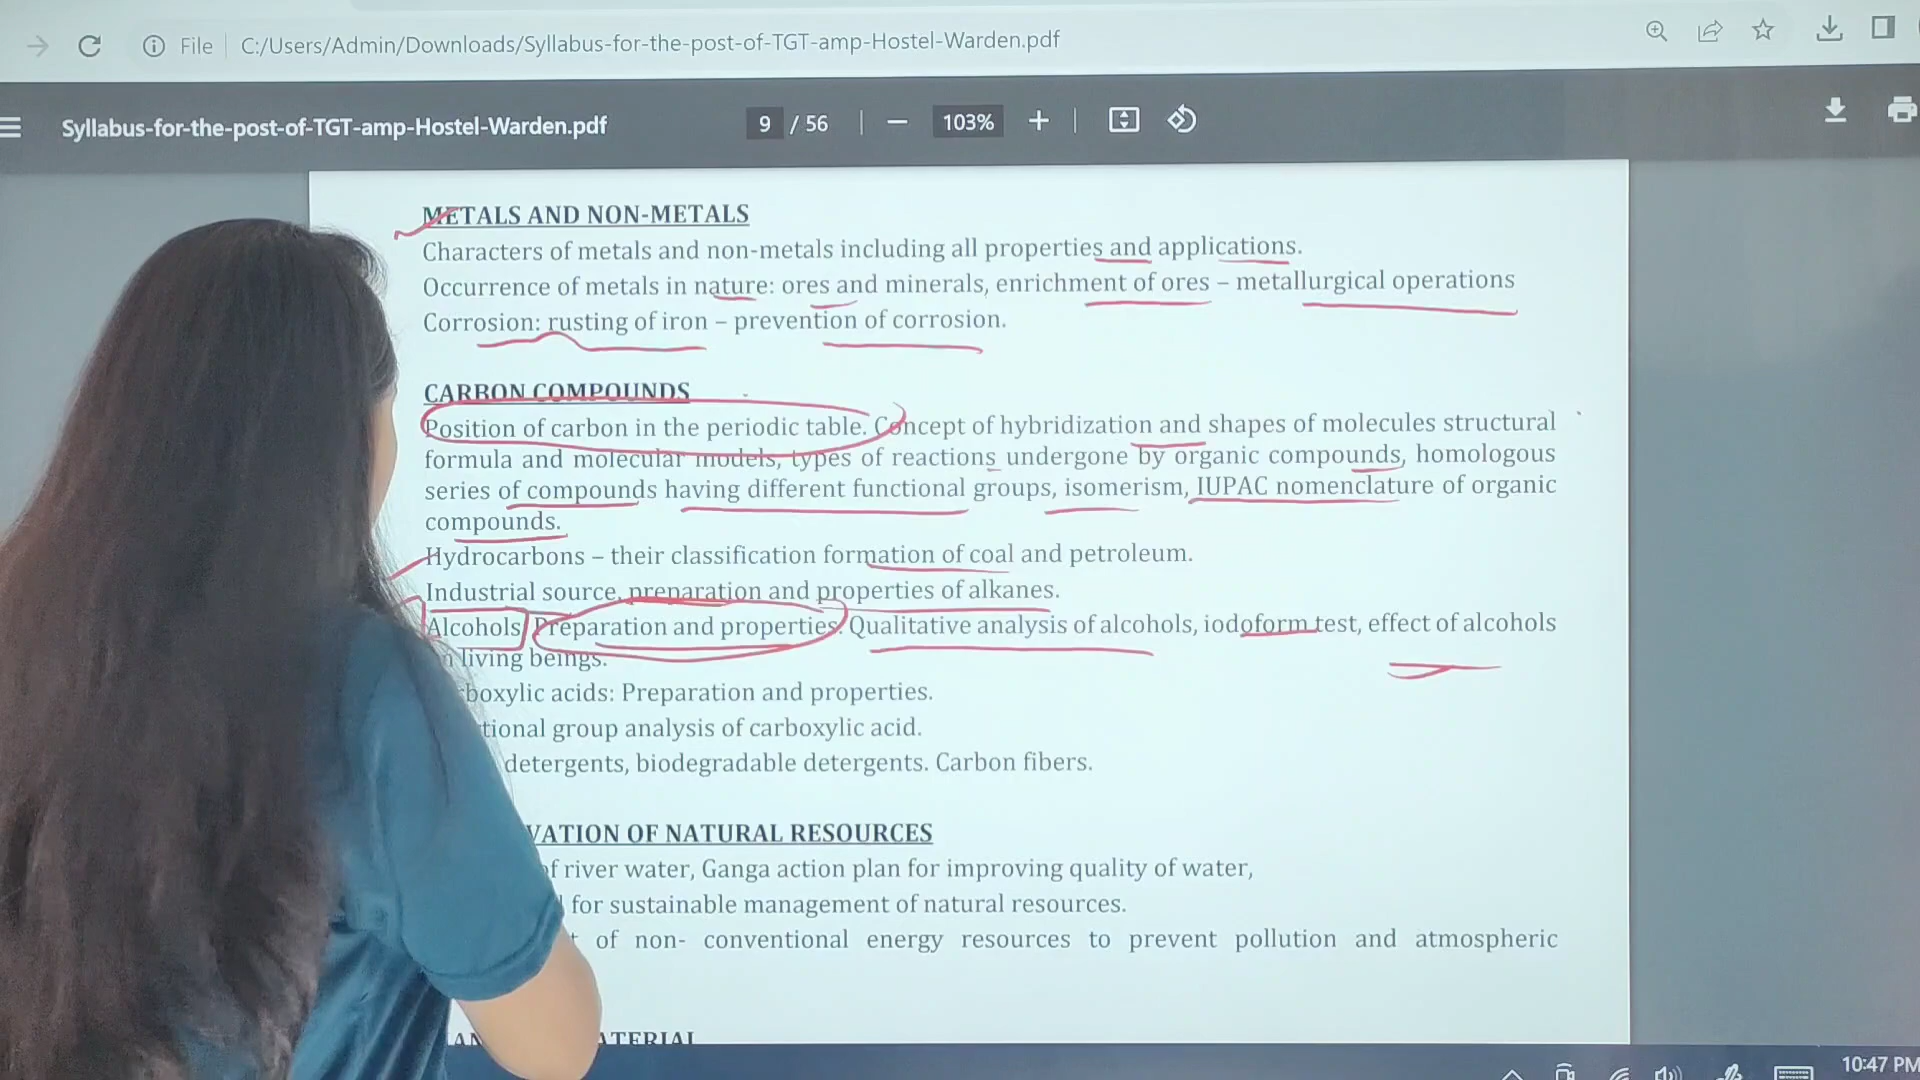 File C:/Users/Admin/Downloads/Syllabus-for-the-post-of-TGT-amp-Hostel-Warden.pdf
Syllabus-for-the-post-of-TGT-amp-Hostel-Warden.pdf 9 / 56 103%
METALS AND NON-METALS
Characters of metals and non-metals including all properties and applications.
Occurrence of metals in nature: ores and minerals, enrichment of ores – metallurgical operations
Corrosion: rusting of iron – prevention of corrosion.
CARBON COMPOUNDS
Position of carbon in the periodic table. Concept of hybridization and shapes of molecules structural
formula and molecular models, types of reactions undergone by organic compounds, homologous
series of compounds having different functional groups, isomerism, IUPAC nomenclature of organic
compounds.
Hydrocarbons – their classification formation of coal and petroleum.
Industrial source, preparation and properties of alkanes.
Alcohols Preparation and properties. Qualitative analysis of alcohols, iodoform test, effect of alcohols
living beings.
boxylic acids: Preparation and properties.
tional group analysis of carboxylic acid.
detergents, biodegradable detergents. Carbon fibers.
VATION OF NATURAL RESOURCES
of river water, Ganga action plan for improving quality of water,
for sustainable management of natural resources.
of non- conventional energy resources to prevent pollution and atmospheric
ATERIAL
10:47 PM